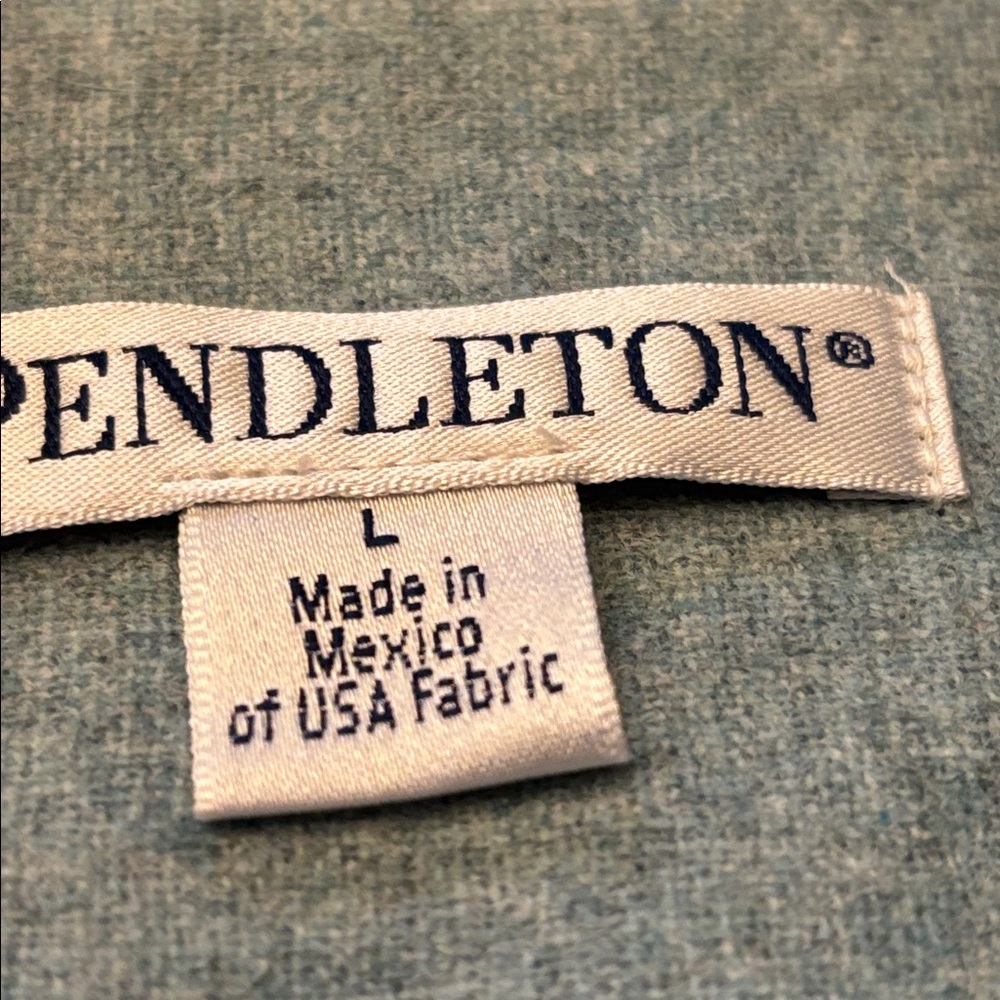 PENDLETON®
L
Made in
Mexico
of USA Fabric